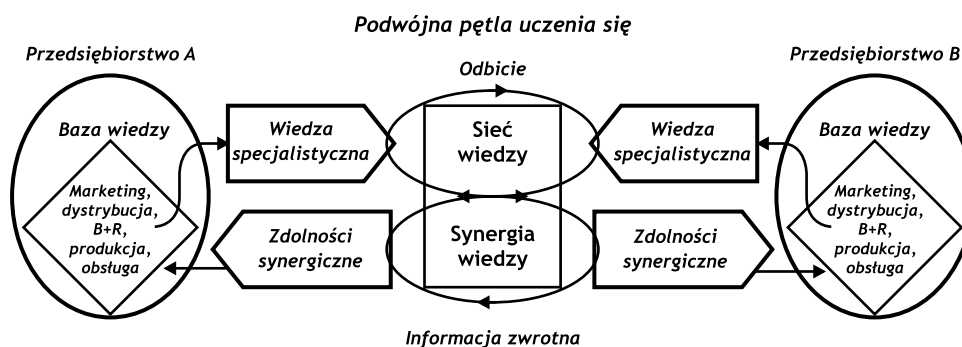 Podwójna pętla uczenia się
Przedsiębiorstwo A
Przedsiębiorstwo B
Odbicie
Baza wiedzy
Marketing,
dystrybucja,
B+R,
produkcja,
obsługa
Wiedza
specjalistyczna
Zdolności
synergiczne
Sieć
wiedzy
Synergia
wiedzy
Wiedza
specjalistyczna
Zdolności
synergiczne
Baza wiedzy
Marketing,
dystrybucja,
B+R,
produkcja,
obsługa
Informacja zwrotna